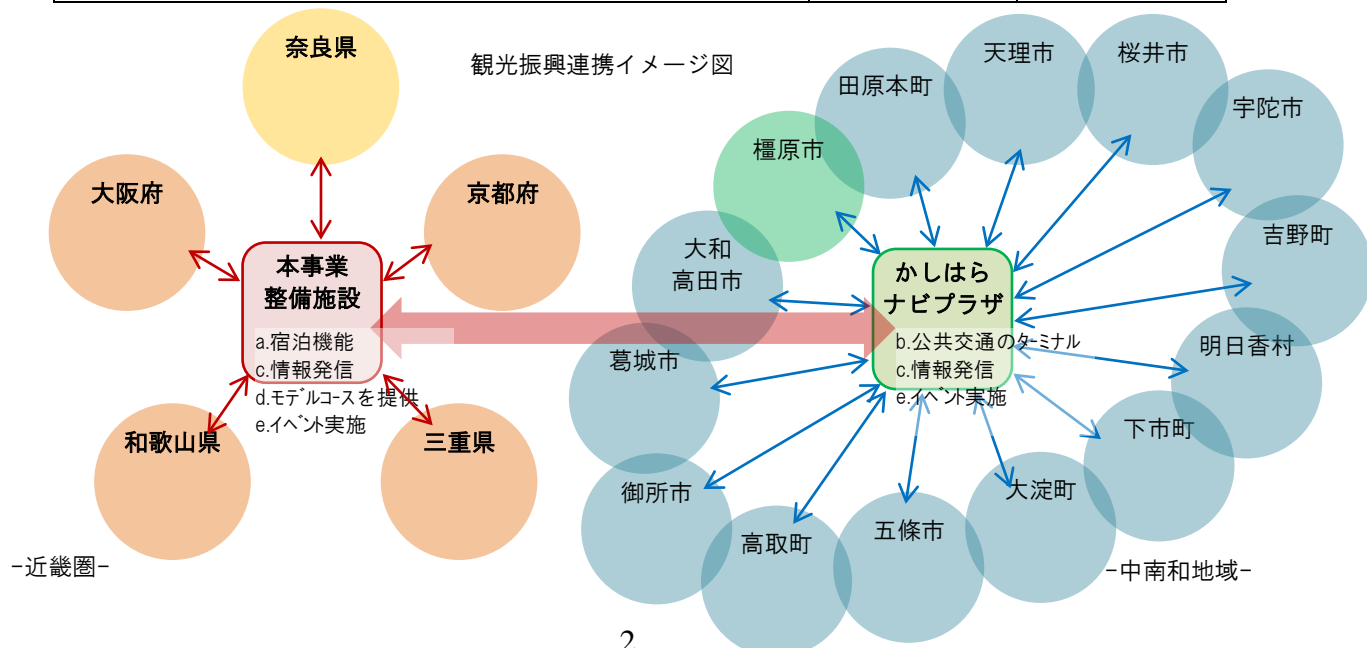 観光振興連携イメージ図
奈良県
大阪府
京都府
本事業
整備施設
a.宿泊機能
c.情報発信
d.モデルコースを提供
e.イベント実施
和歌山県
三重県
-近畿圏-
橿原市
田原本町
天理市
桜井市
宇陀市
吉野町
明日香村
下市町
大淀町
五條市
高取町
御所市
葛城市
大和
高田市
かしはら
ナビプラザ
b.公共交通のターミナル
c.情報発信
e.イベント実施
-中南和地域-
2